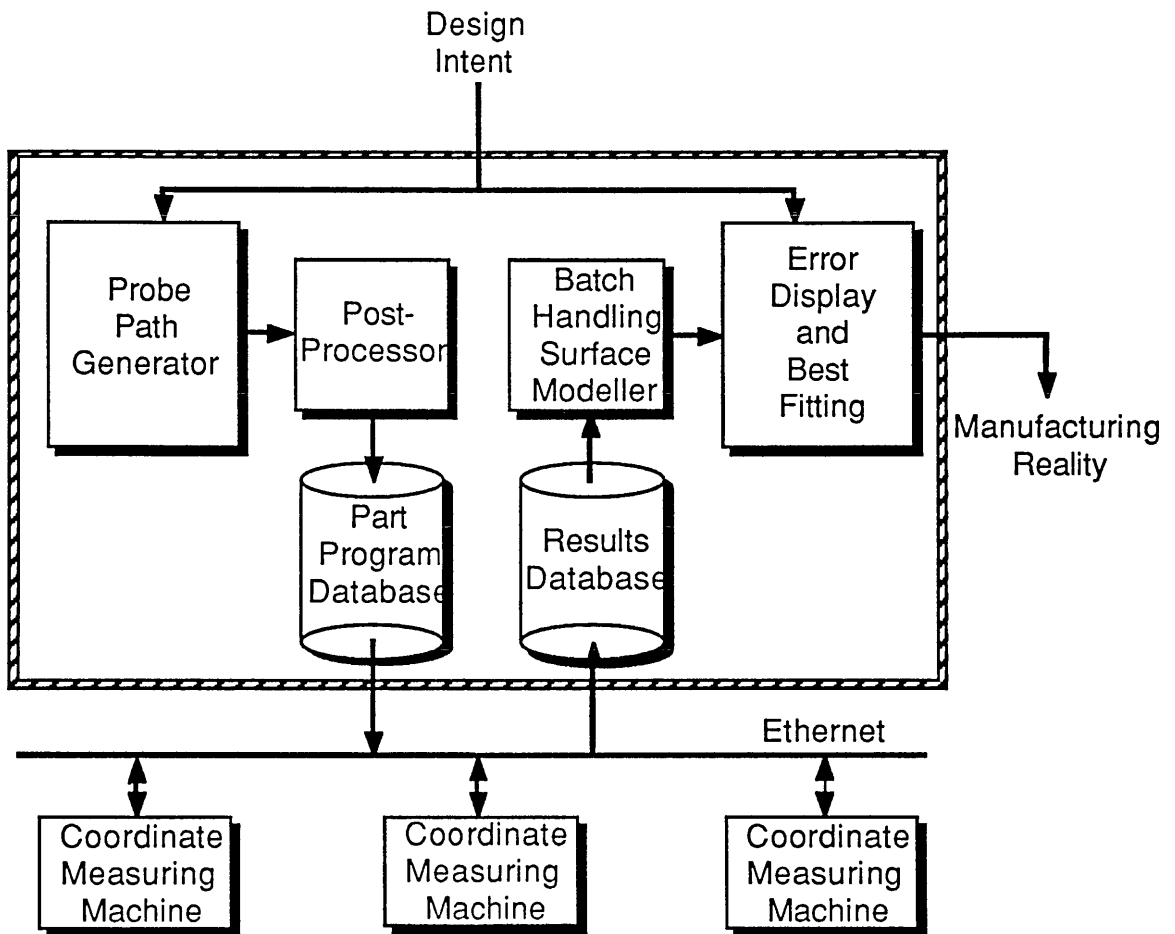 Design
Intent
Probe
Path
Generator
Post-
Processor
Batch
Handling
Surface
Modeller
Error
Display
and
Best
Fitting
Manufacturing
Reality
Part
Program
Database
Results
Database
Ethernet
Coordinate
Measuring
Machine
Coordinate
Measuring
Machine
Coordinate
Measuring
Machine